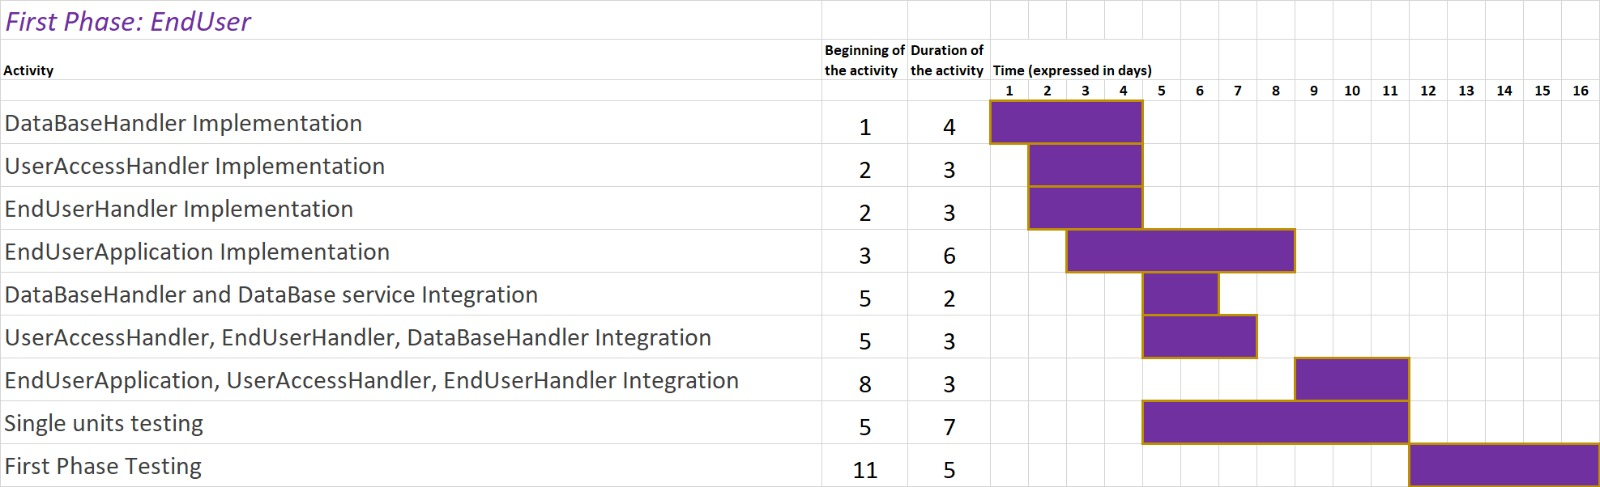 First Phase: EndUser
Activity Beginning of the activity Duration of the activity Time (expressed in days)
1 2 3 4 5 6 7 8 9 10 11 12 13 14 15 16
DataBaseHandler Implementation 1 4
UserAccessHandler Implementation 2 3
EndUserHandler Implementation 2 3
EndUserApplication Implementation 3 6
DataBaseHandler and DataBase service Integration 5 2
UserAccessHandler, EndUserHandler, DataBaseHandler Integration 5 3
EndUserApplication, UserAccessHandler, EndUserHandler Integration 8 3
Single units testing 5 7
First Phase Testing 11 5